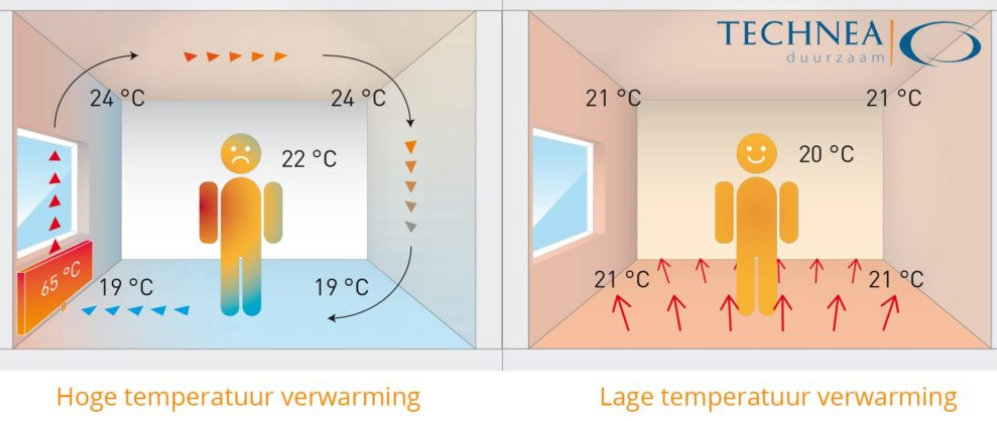 TECHNEA
duurzaam
24 °C
24 °C
22 °C
65 °C
19 °C
19 °C
21 °C
21 °C
20 °C
21 °C
21 °C
Hoge temperatuur verwarming
Lage temperatuur verwarming